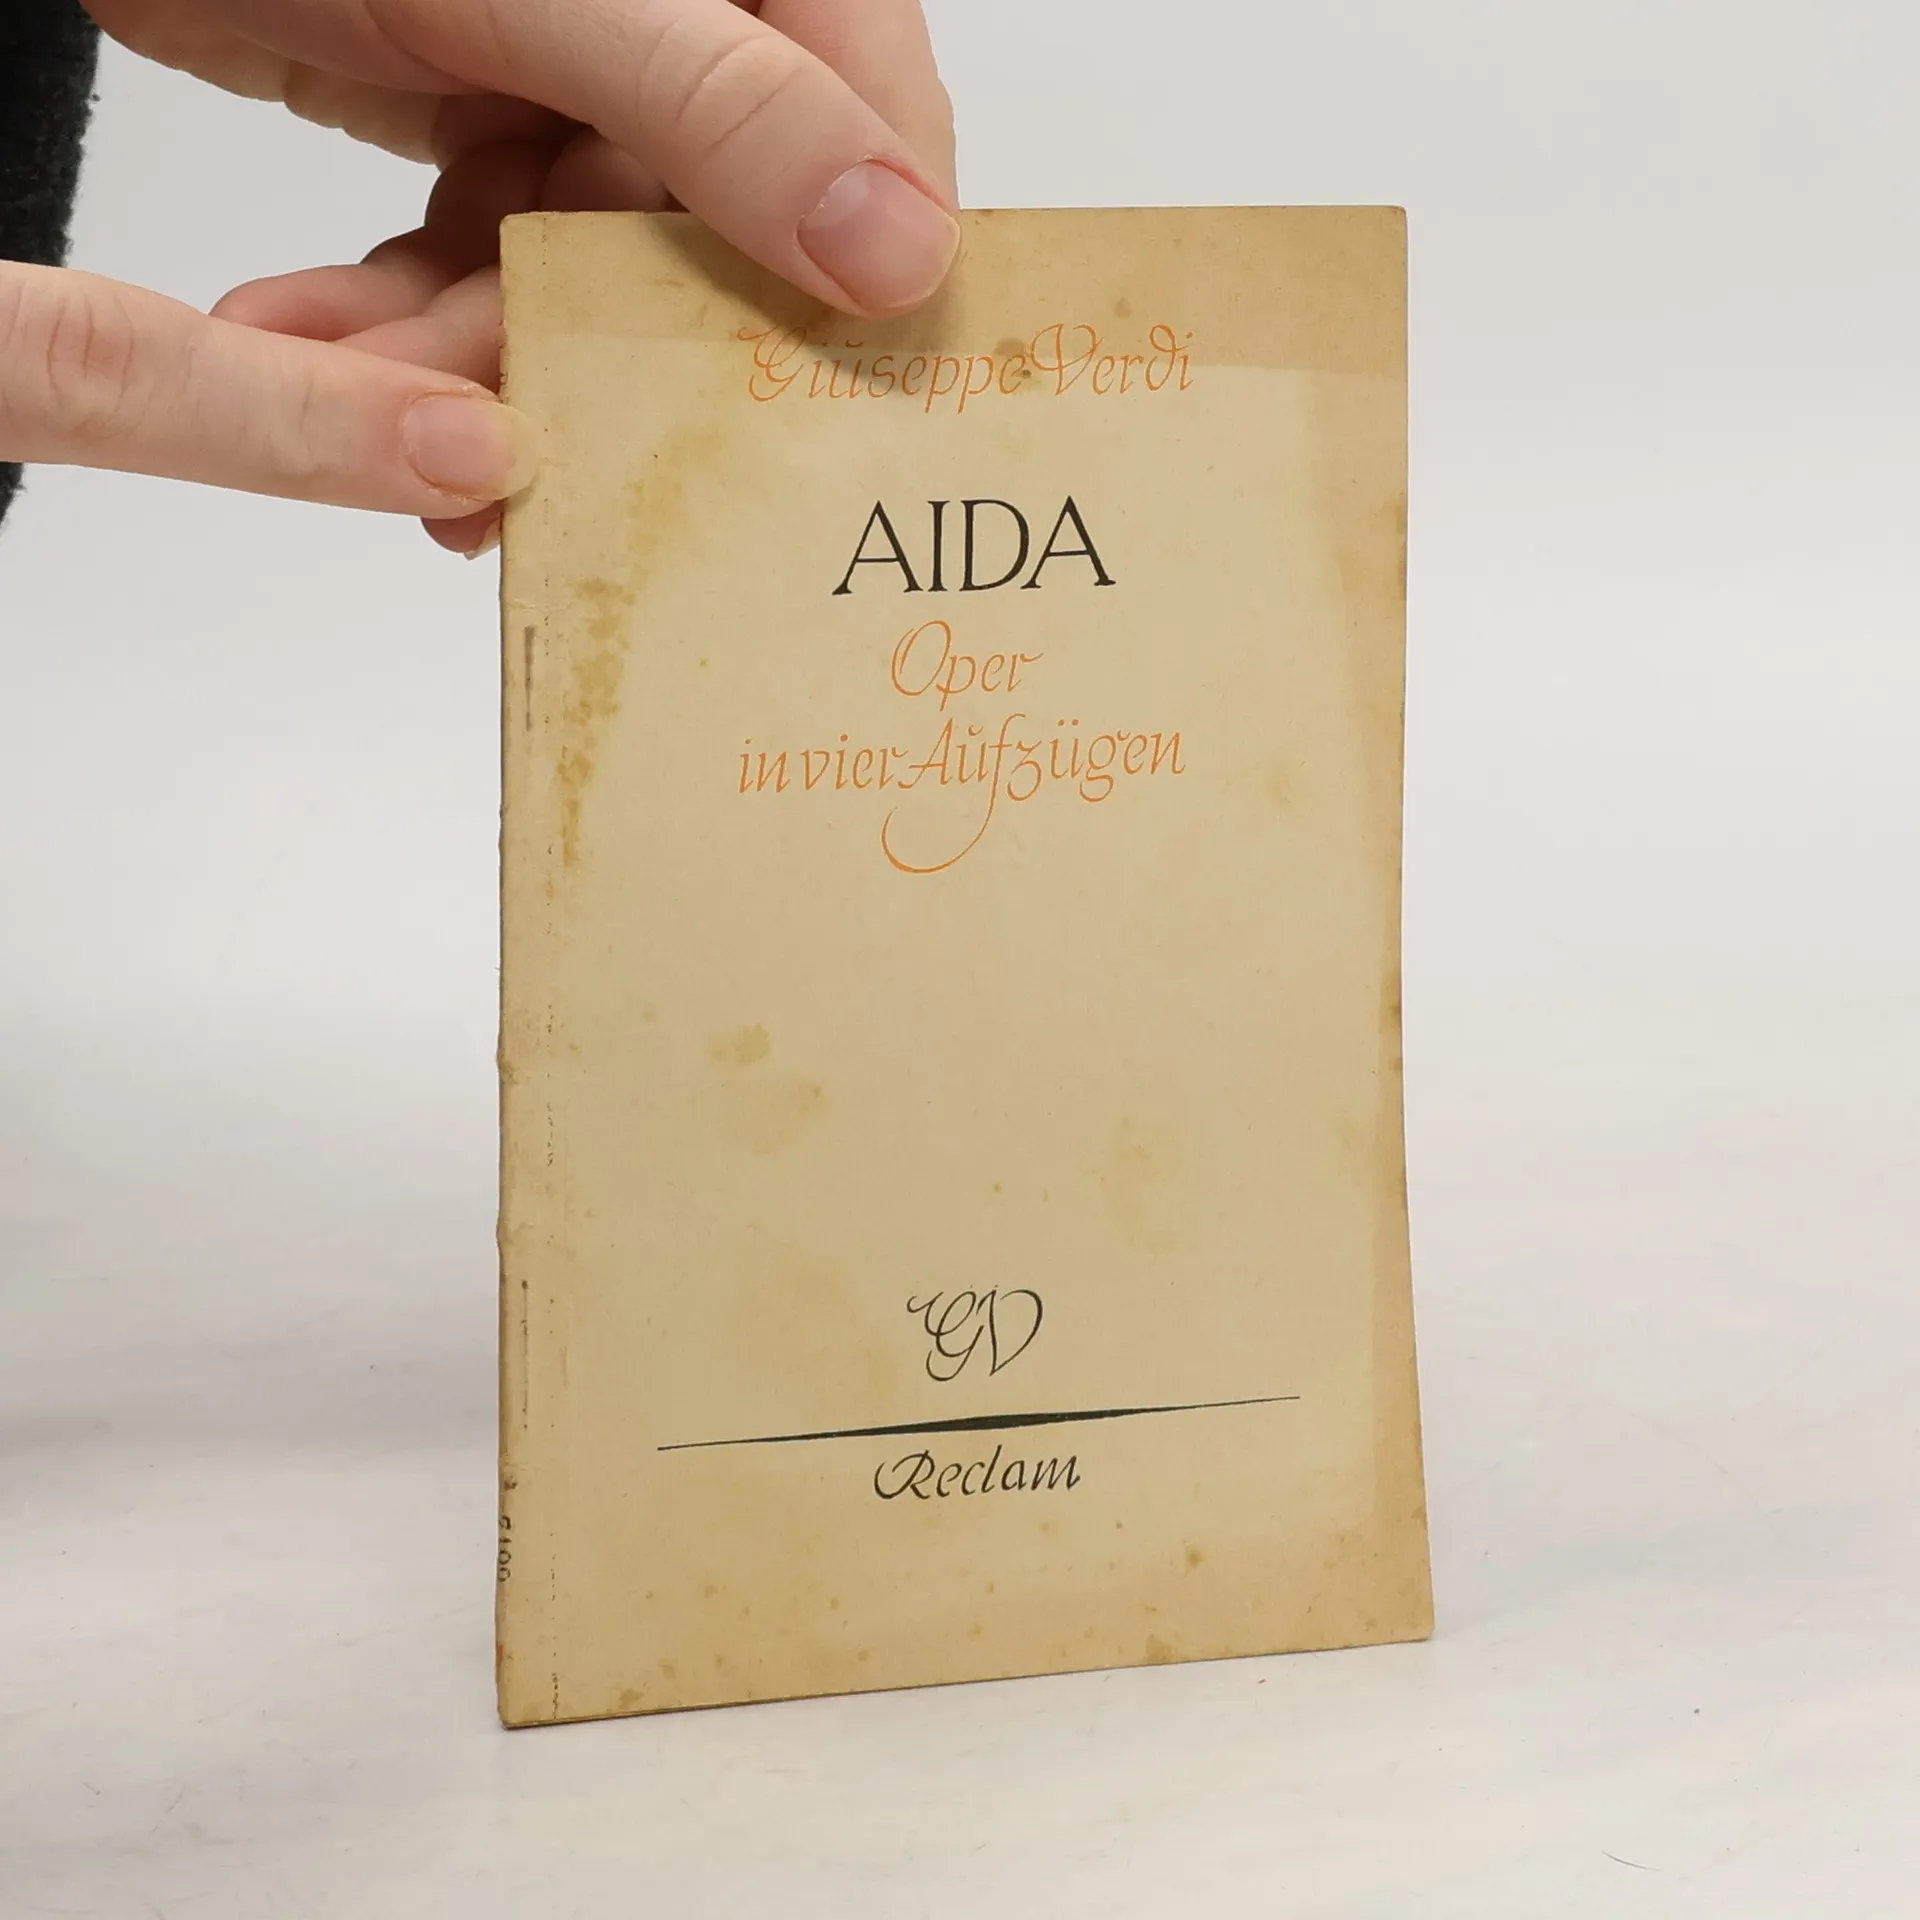 Giuseppe Verdi
AIDA
Oper
in vier Aufzügen
GV
Reclam